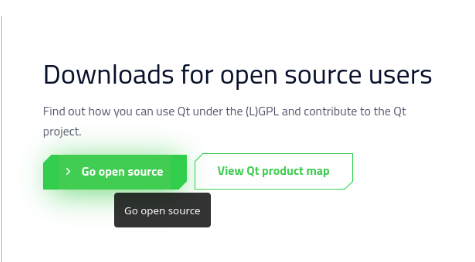 Downloads for open source users
Find out how you can use Qt under the (L)GPL and contribute to the Qt
project.
Go open source
View Qt product map
Go open source